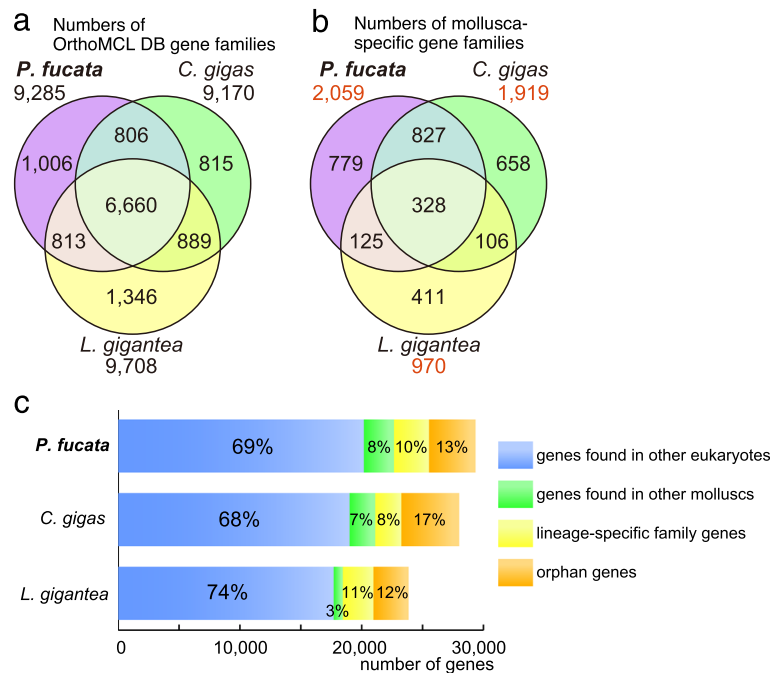 a
Numbers of
OrthoMCL DB gene families
P. fucata
9,285
C. gigas
9,170
806
1,006
815
6,660
813
889
1,346
L. gigantea
9,708
b
Numbers of mollusca-
specific gene families
P. fucata
2,059
C. gigas
1,919
827
779
658
328
125
106
411
L. gigantea
970
c
P. fucata
69%
8%
10%
13%
C. gigas
68%
7%
8%
17%
L. gigantea
74%
3%
11%
12%
0
10,000
20,000
30,000
number of genes
genes found in other eukaryotes
genes found in other molluscs
lineage-specific family genes
orphan genes